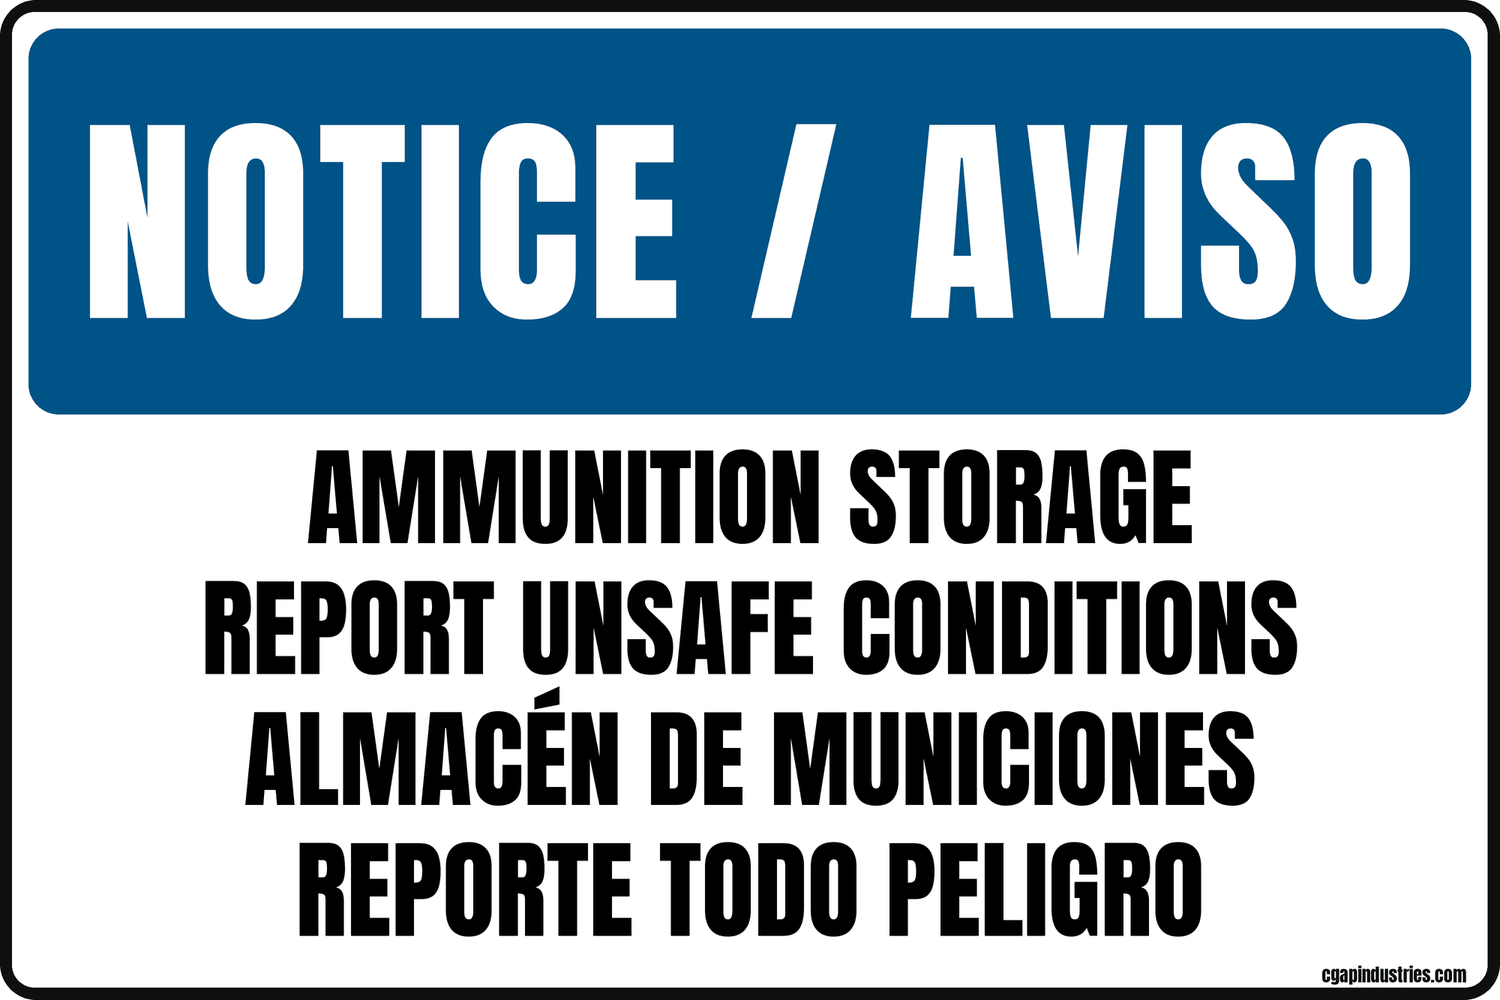 NOTICE / AVISO
AMMUNITION STORAGE
REPORT UNSAFE CONDITIONS
ALMACÉN DE MUNICIONES
REPORTE TODO PELIGRO
cgapindustries.com